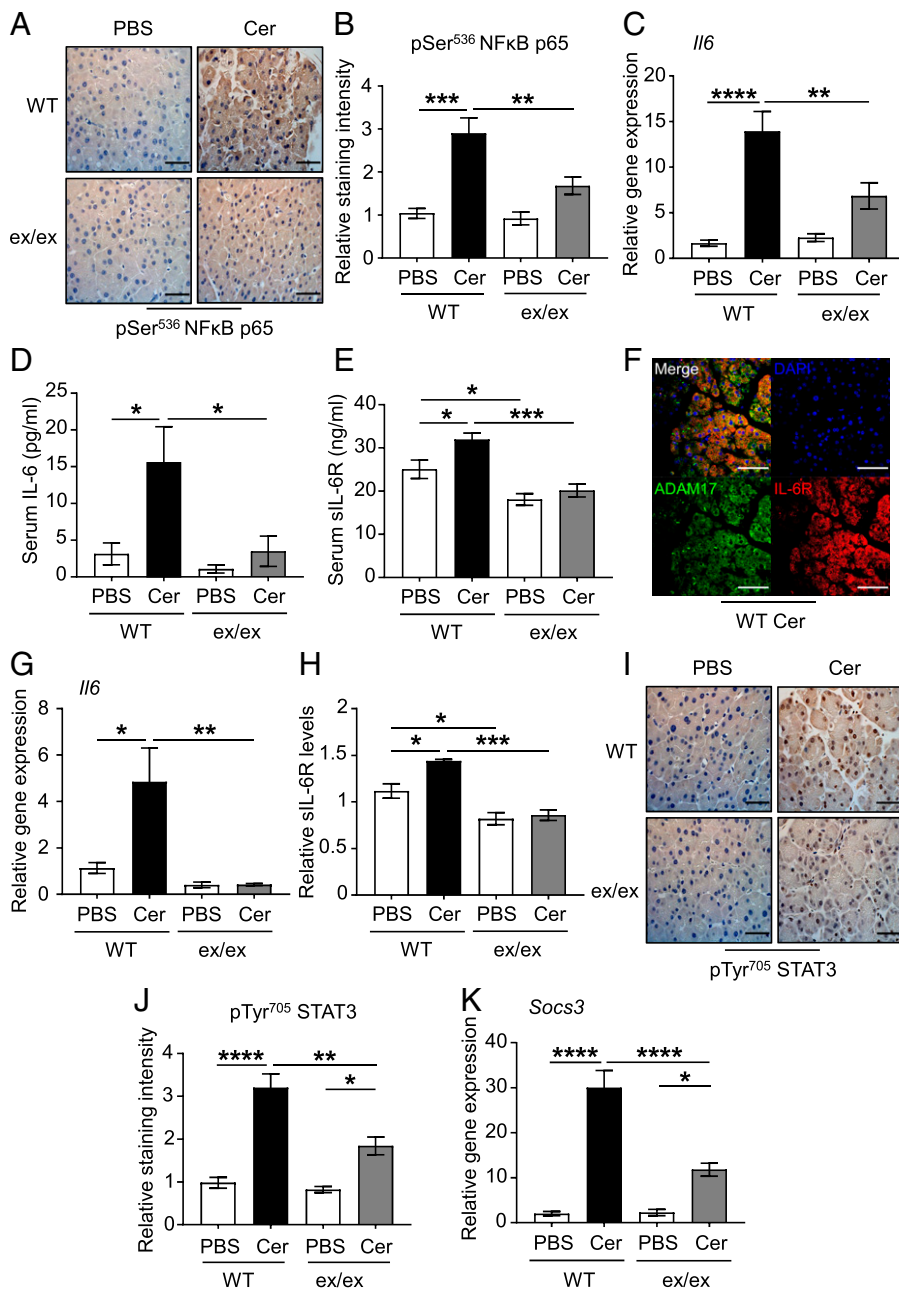 A
PBS Cer
WT
ex/ex
pSer⁵³⁶ NFκB p65
B
pSer⁵³⁶ NFκB p65
Relative staining intensity
4
3
2
1
0
*** **
PBS Cer PBS Cer
WT ex/ex
C
Il6
Relative gene expression
20
15
10
5
0
**** **
PBS Cer PBS Cer
WT ex/ex
D
Serum IL-6 (pg/ml)
25
20
15
10
5
0
* *
PBS Cer PBS Cer
WT ex/ex
E
Serum sIL-6R (ng/ml)
40
30
20
10
0
*
* ***
PBS Cer PBS Cer
WT ex/ex
F
Merge DAPI
ADAM17 IL-6R
WT Cer
G
Il6
Relative gene expression
8
6
4
2
0
* **
PBS Cer PBS Cer
WT ex/ex
H
Relative sIL-6R levels
2
1.5
1
0.5
0
*
* ***
PBS Cer PBS Cer
WT ex/ex
I
PBS Cer
WT
ex/ex
pTyr⁷⁰⁵ STAT3
J
pTyr⁷⁰⁵ STAT3
Relative staining intensity
4
3
2
1
0
**** **
*
PBS Cer PBS Cer
WT ex/ex
K
Socs3
Relative gene expression
40
30
20
10
0
**** ****
*
PBS Cer PBS Cer
WT ex/ex